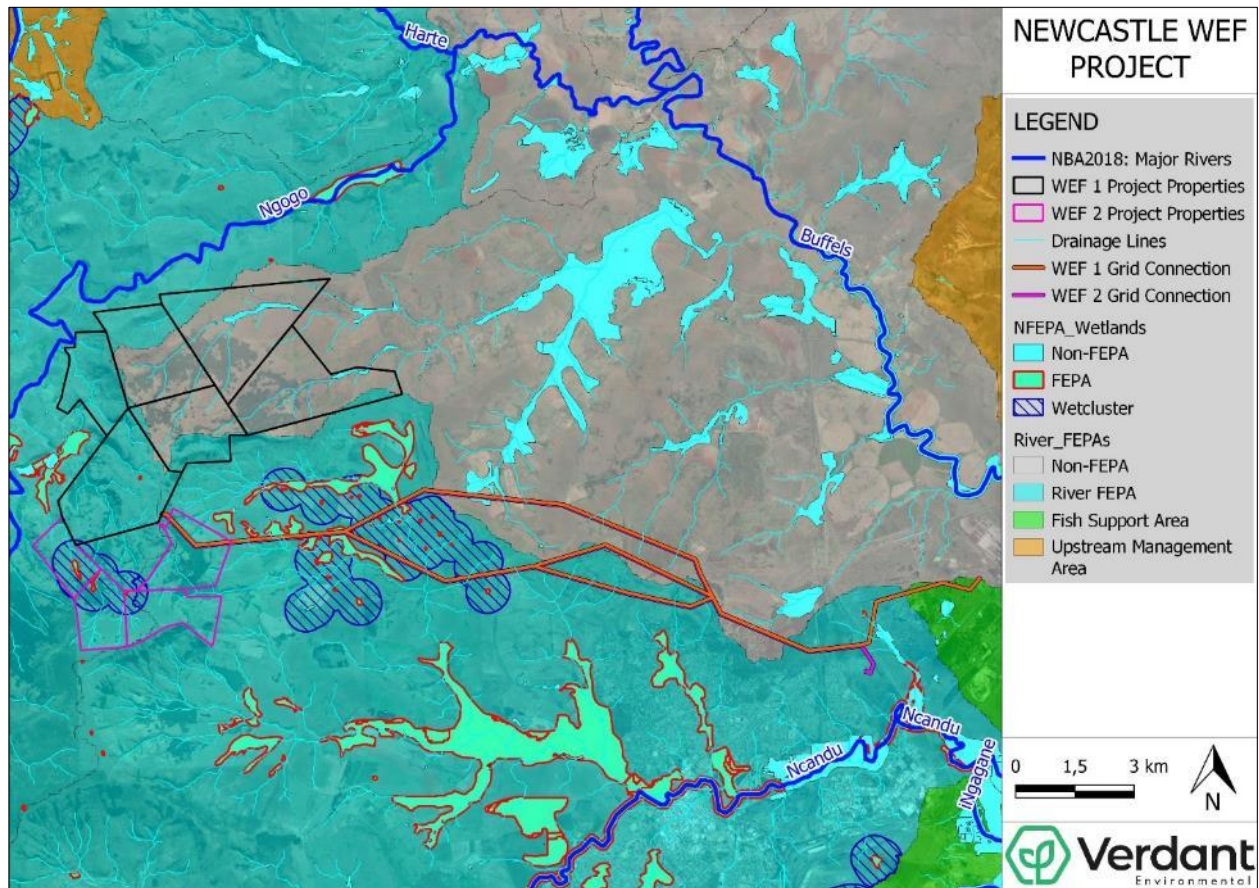 Harte
Ngogo
Buffels
Ncandu
Ncandu
iNgagane
NEWCASTLE WEF
PROJECT
LEGEND
NBA2018: Major Rivers
WEF 1 Project Properties
WEF 2 Project Properties
Drainage Lines
WEF 1 Grid Connection
WEF 2 Grid Connection
NFEPA_Wetlands
Non-FEPA
FEPA
Wetcluster
River_FEPAs
Non-FEPA
River FEPA
Fish Support Area
Upstream Management
Area
0 1,5 3 km
N
Verdant
Environmental